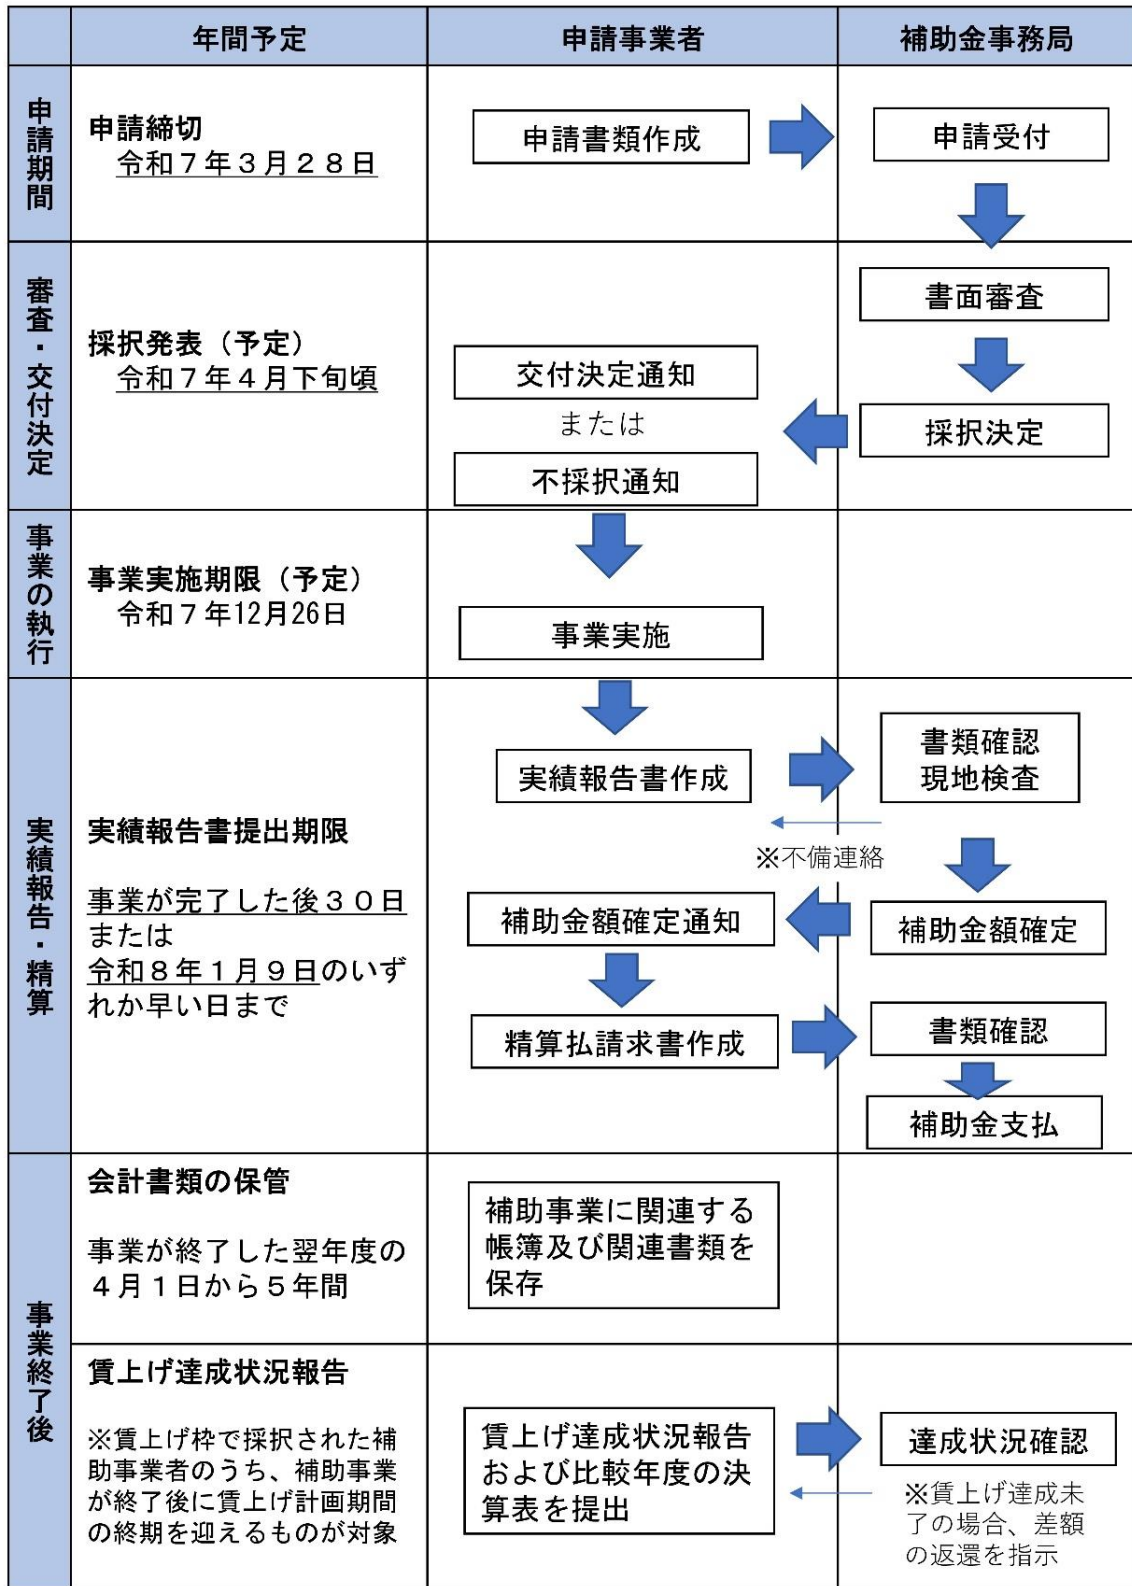 年間予定
申請事業者
補助金事務局
申請期間
申請締切
令和７年３月２８日
申請書類作成
申請受付
審査・交付決定
採択発表（予定）
令和７年４月下旬頃
書面審査
採択決定
交付決定通知
または
不採択通知
事業の執行
事業実施期限（予定）
令和７年12月26日
事業実施
実績報告・精算
実績報告書提出期限
事業が完了した後３０日
または
令和８年１月９日のいず
れか早い日まで
実績報告書作成
書類確認
現地検査
※不備連絡
補助金額確定通知
補助金額確定
精算払請求書作成
書類確認
補助金支払
事業終了後
会計書類の保管
事業が終了した翌年度の
４月１日から５年間
補助事業に関連する
帳簿及び関連書類を
保存
賃上げ達成状況報告
※賃上げ枠で採択された補
助事業者のうち、補助事業
が終了後に賃上げ計画期間
の終期を迎えるものが対象
賃上げ達成状況報告
および比較年度の決
算表を提出
達成状況確認
※賃上げ達成未
了の場合、差額
の返還を指示